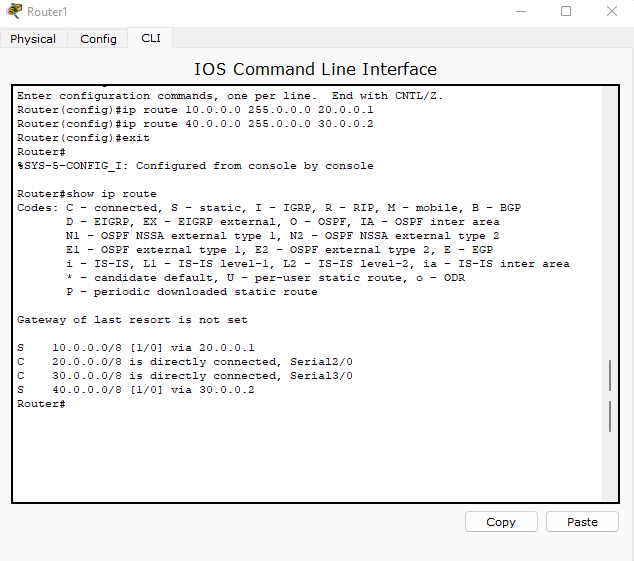 Router1
Physical Config CLI
IOS Command Line Interface
Enter configuration commands, one per line.  End with CNTL/Z.
Router(config)#ip route 10.0.0.0 255.0.0.0 20.0.0.1
Router(config)#ip route 40.0.0.0 255.0.0.0 30.0.0.2
Router(config)#exit
Router#
%SYS-5-CONFIG_I: Configured from console by console
Router#show ip route
Codes: C - connected, S - static, I - IGRP, R - RIP, M - mobile, B - BGP
       D - EIGRP, EX - EIGRP external, O - OSPF, IA - OSPF inter area
       N1 - OSPF NSSA external type 1, N2 - OSPF NSSA external type 2
       E1 - OSPF external type 1, E2 - OSPF external type 2, E - EGP
       i - IS-IS, L1 - IS-IS level-1, L2 - IS-IS level-2, ia - IS-IS inter area
       * - candidate default, U - per-user static route, o - ODR
       P - periodic downloaded static route
Gateway of last resort is not set
S    10.0.0.0/8 [1/0] via 20.0.0.1
C    20.0.0.0/8 is directly connected, Serial2/0
C    30.0.0.0/8 is directly connected, Serial3/0
S    40.0.0.0/8 [1/0] via 30.0.0.2
Router#
Copy Paste